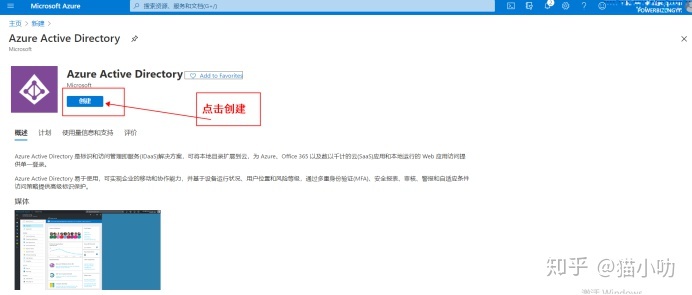 Microsoft Azure
搜索资源、服务和文档(G+/)
POWERBIZINGYI
主页 > 新建 >
Azure Active Directory
Microsoft
Azure Active Directory
Add to Favorites
Microsoft
创建
点击创建
概述 计划 使用量信息和支持 评价
Azure Active Directory 是标识和访问管理即服务(IDaaS)解决方案，可将本地目录扩展到云，为 Azure、Office 365 以及数以千计的云(SaaS)应用和本地运行的 Web 应用访问提
供单一登录。
Azure Active Directory 易于使用，可实现企业的移动和协作能力，并基于设备运行状况、用户位置和风险等级，通过多重身份验证(MFA)、安全报表、审核、警报和自适应条件
访问策略提供高级标识保护。
媒体
知乎 @猫小叻
激活 Windows